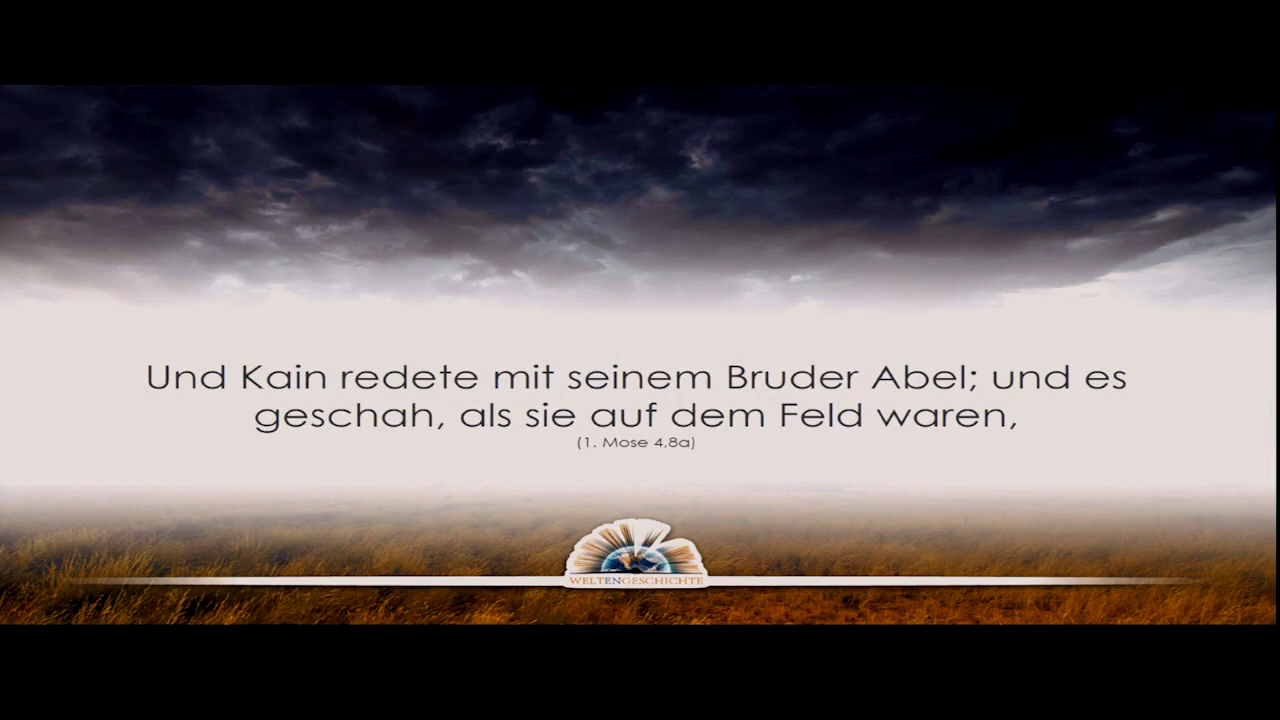 Und Kain redete mit seinem Bruder Abel; und es
geschah, als sie auf dem Feld waren,
(1. Mose 4,8a)
WELTENGESCHICHTE